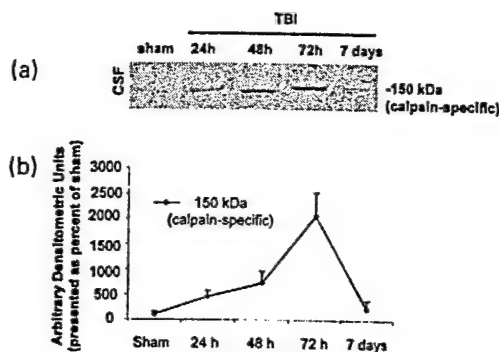 TBI
sham 24h 48h 72h 7 days
(a)
CSF
-150 kDa
(calpain-specific)
(b)
Arbitrary Densitometric Units
(presented as percent of sham)
3000
2500
2000
1500
1000
500
0
150 kDa
(calpain-specific)
Sham 24 h 48 h 72 h 7 days